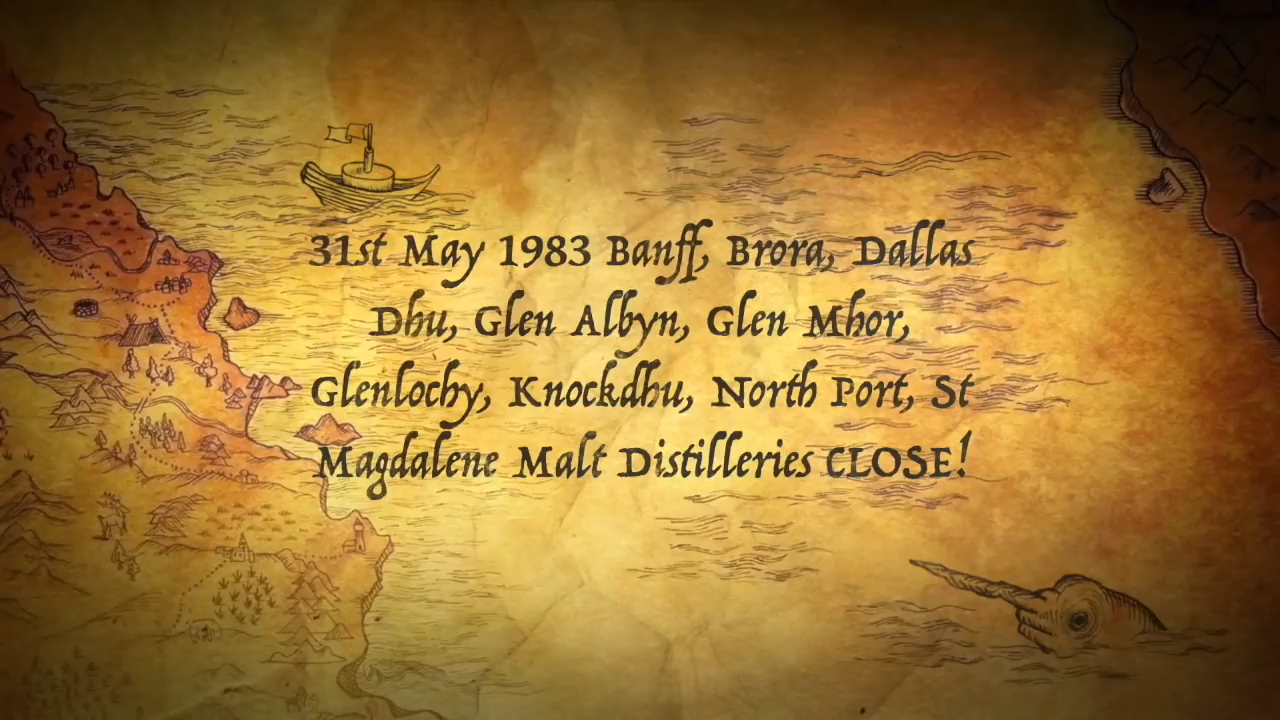 31st May 1983 Banff, Brora, Dallas
Dhu, Glen Albyn, Glen Mhor,
Glenlochy, Knockdhu, North Port, St
Magdalene Malt Distilleries CLOSE!